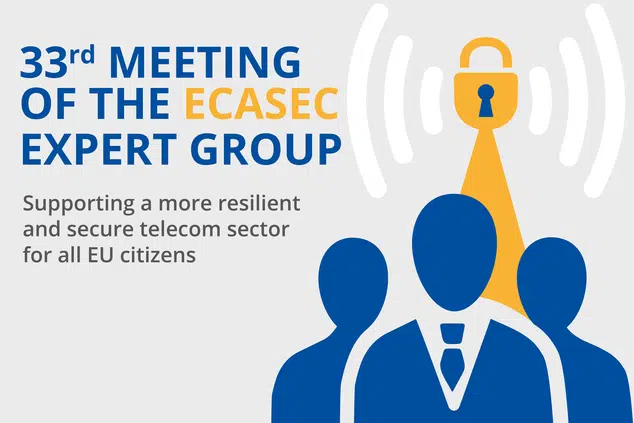 33rd MEETING
OF THE ECASEC
EXPERT GROUP
Supporting a more resilient
and secure telecom sector
for all EU citizens